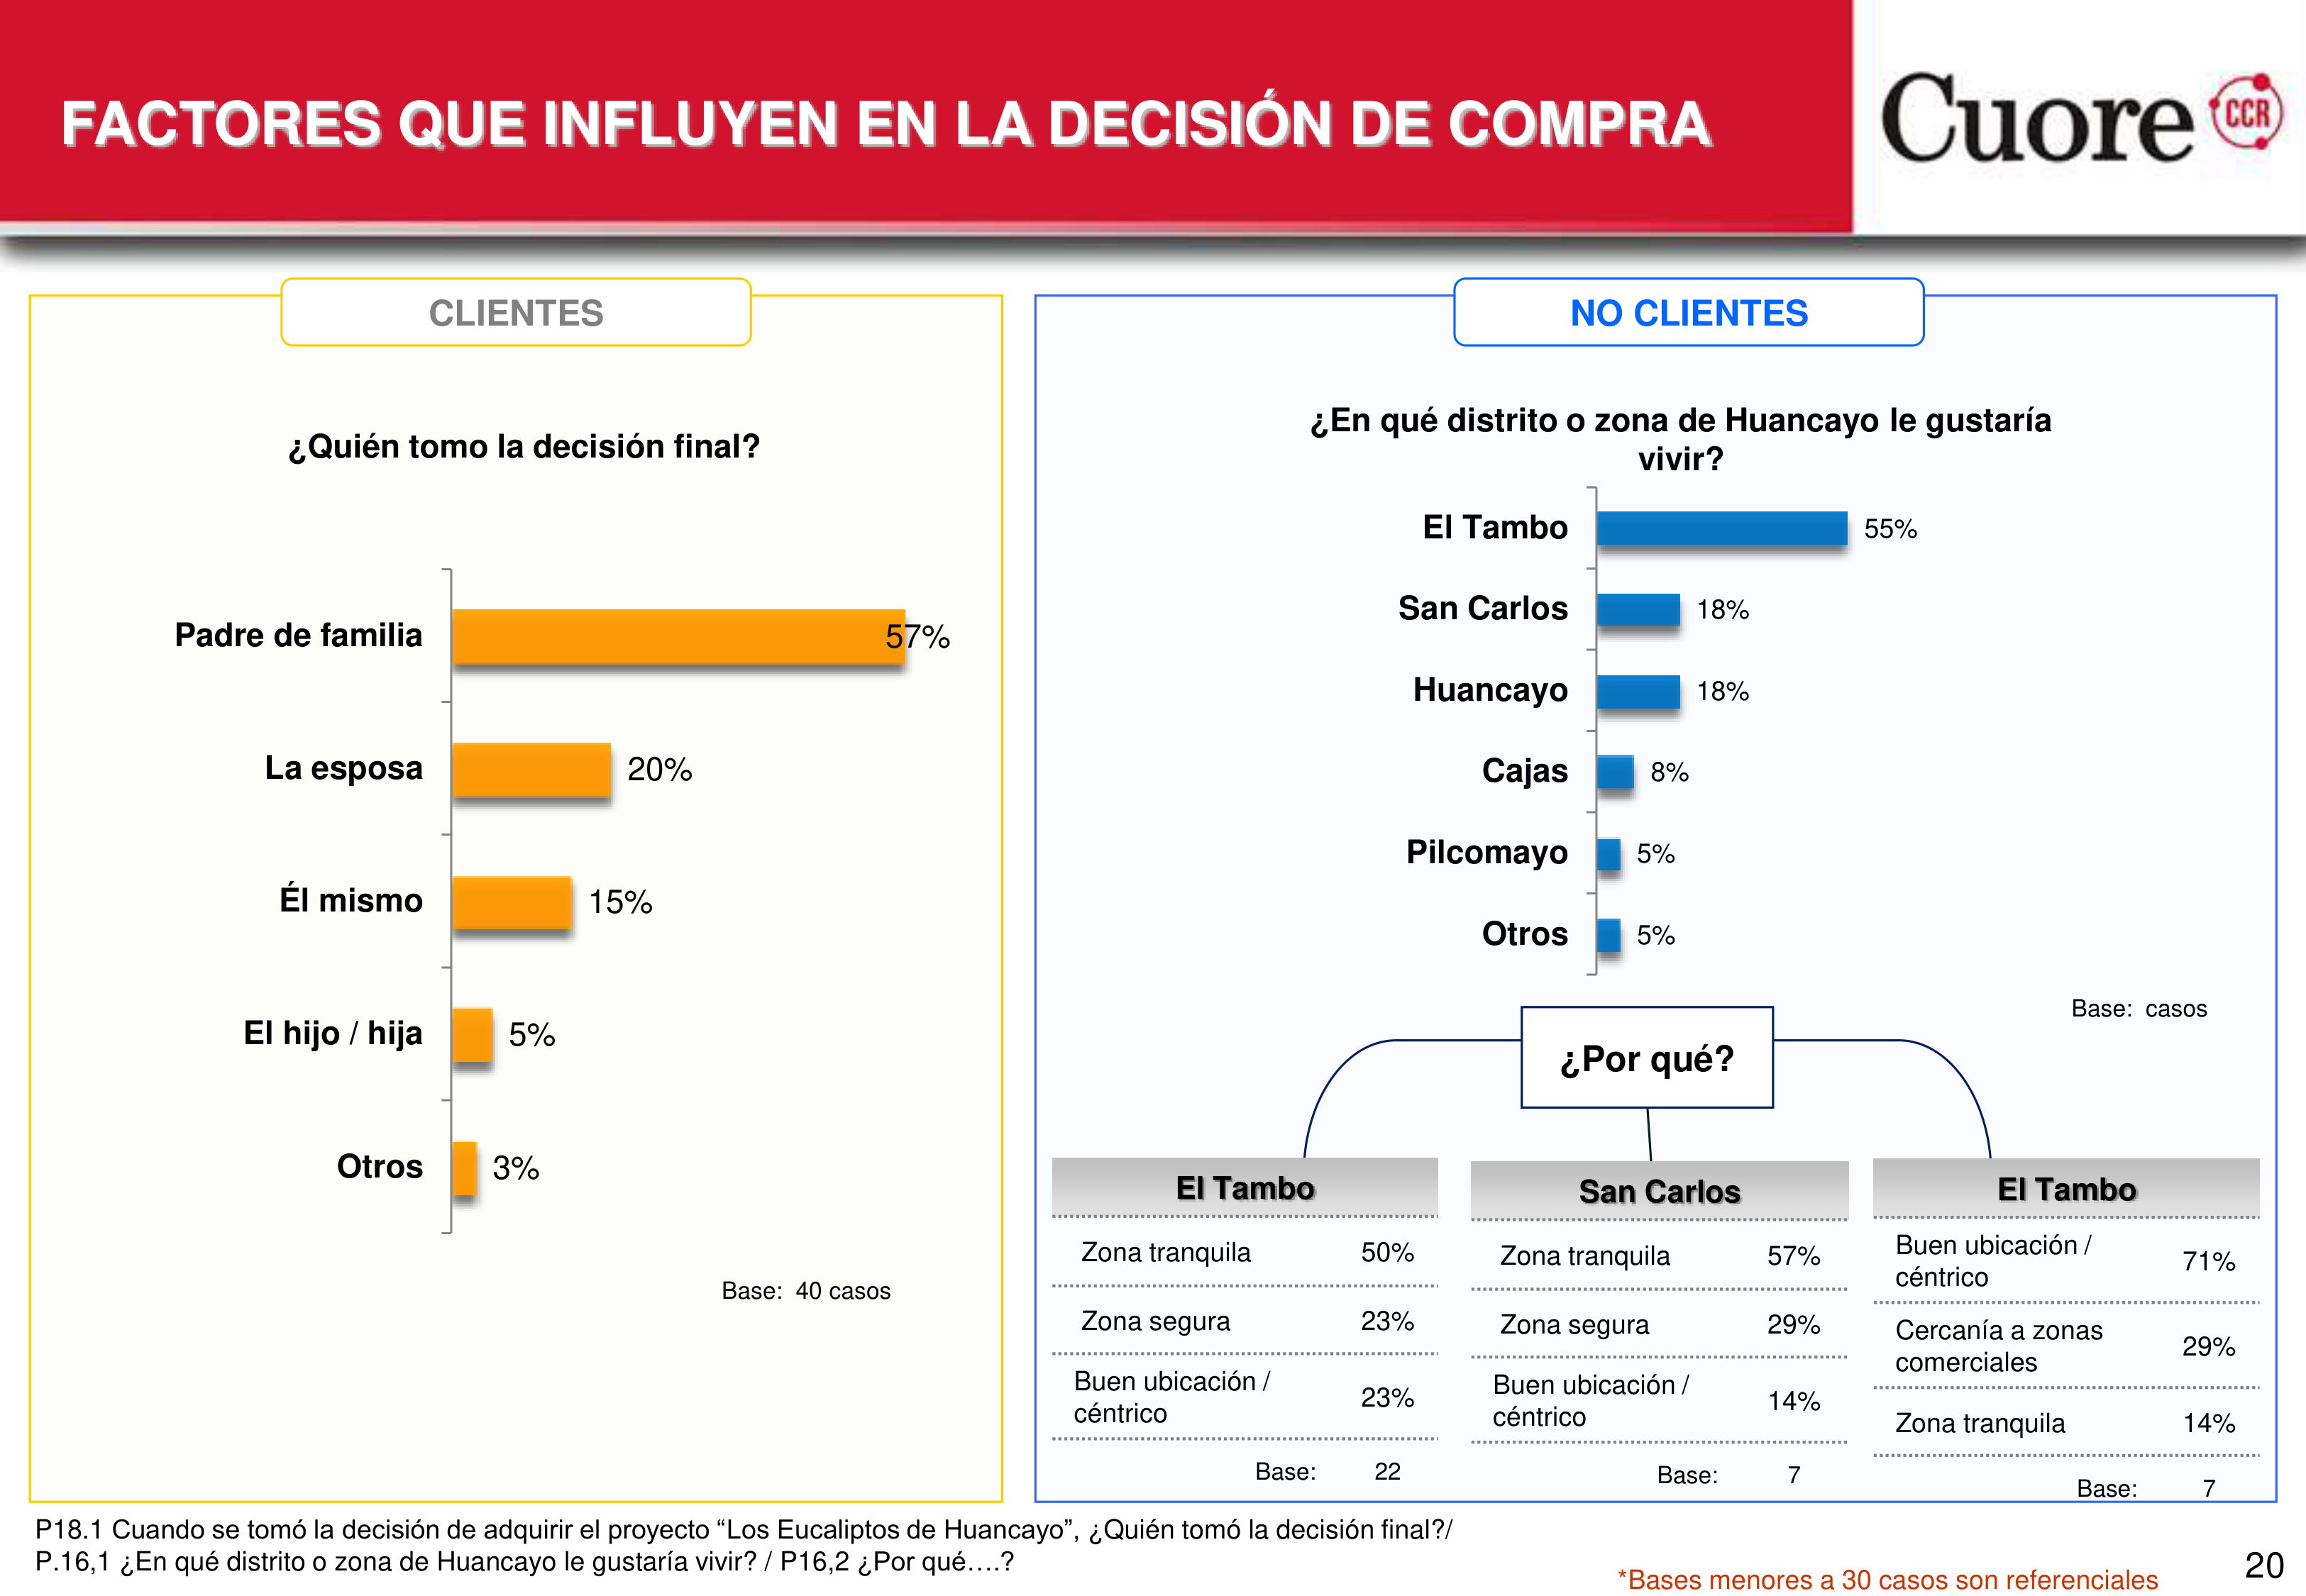 FACTORES QUE INFLUYEN EN LA DECISIÓN DE COMPRA
Cuore CCR
CLIENTES
¿Quién tomo la decisión final?
Padre de familia 57%
La esposa 20%
Él mismo 15%
El hijo / hija 5%
Otros 3%
Base: 40 casos
NO CLIENTES
¿En qué distrito o zona de Huancayo le gustaría
vivir?
El Tambo 55%
San Carlos 18%
Huancayo 18%
Cajas 8%
Pilcomayo 5%
Otros 5%
Base: casos
¿Por qué?
El Tambo
Zona tranquila 50%
Zona segura 23%
Buen ubicación /
céntrico 23%
Base: 22
San Carlos
Zona tranquila 57%
Zona segura 29%
Buen ubicación /
céntrico 14%
Base: 7
El Tambo
Buen ubicación /
céntrico 71%
Cercanía a zonas
comerciales 29%
Zona tranquila 14%
Base: 7
P18.1 Cuando se tomó la decisión de adquirir el proyecto “Los Eucaliptos de Huancayo”, ¿Quién tomó la decisión final?/
P.16,1 ¿En qué distrito o zona de Huancayo le gustaría vivir? / P16,2 ¿Por qué….?
*Bases menores a 30 casos son referenciales
20